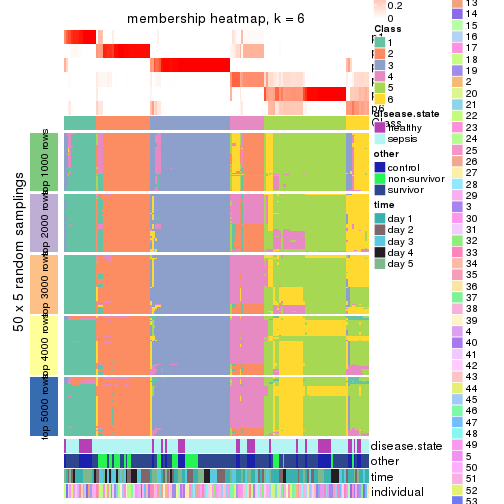 membership heatmap, k = 6
50 x 5 random samplings
top 1000 rows
top 2000 rows
top 3000 rows
top 4000 rows
top 5000 rows
p1
0.2
0
Class
1
2
3
4
5
6
disease.state
healthy
sepsis
other
control
non-survivor
survivor
time
day 1
day 2
day 3
day 4
day 5
disease.state
other
time
individual
13
14
15
16
17
18
19
2
20
21
22
23
24
25
26
27
28
29
3
30
31
32
33
34
35
36
37
38
39
4
40
41
42
43
44
45
46
47
48
49
5
50
51
52
53